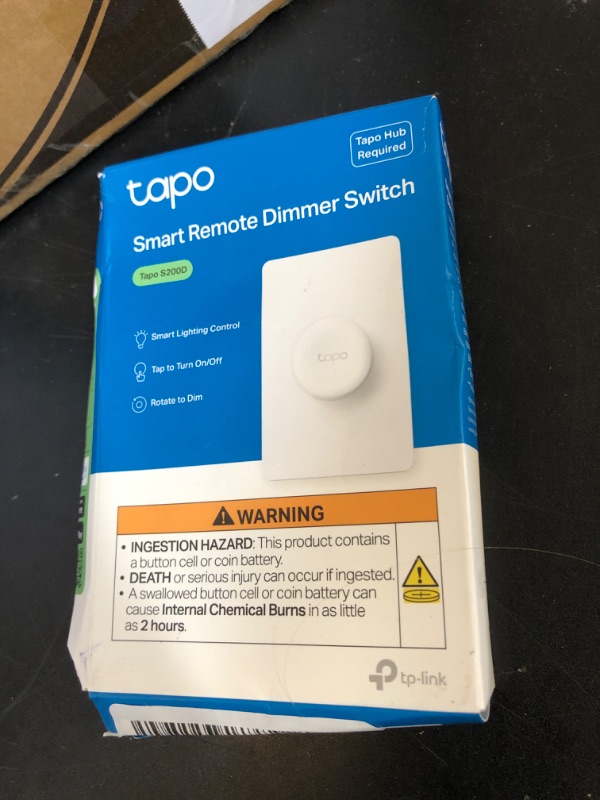 tapo
Tapo Hub
Required
Smart Remote Dimmer Switch
Tapo S200D
Smart Lighting Control
Tap to Turn On/Off
Rotate to Dim
tapo
WARNING
• INGESTION HAZARD: This product contains
a button cell or coin battery.
• DEATH or serious injury can occur if ingested.
• A swallowed button cell or coin battery can
cause Internal Chemical Burns in as little
as 2 hours.
tp-link